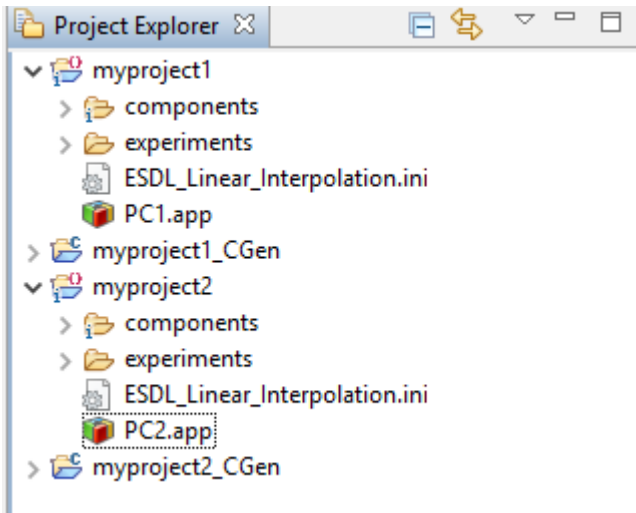 Project Explorer
myproject1
components
experiments
ESDL_Linear_Interpolation.ini
PC1.app
myproject1_CGen
myproject2
components
experiments
ESDL_Linear_Interpolation.ini
PC2.app
myproject2_CGen